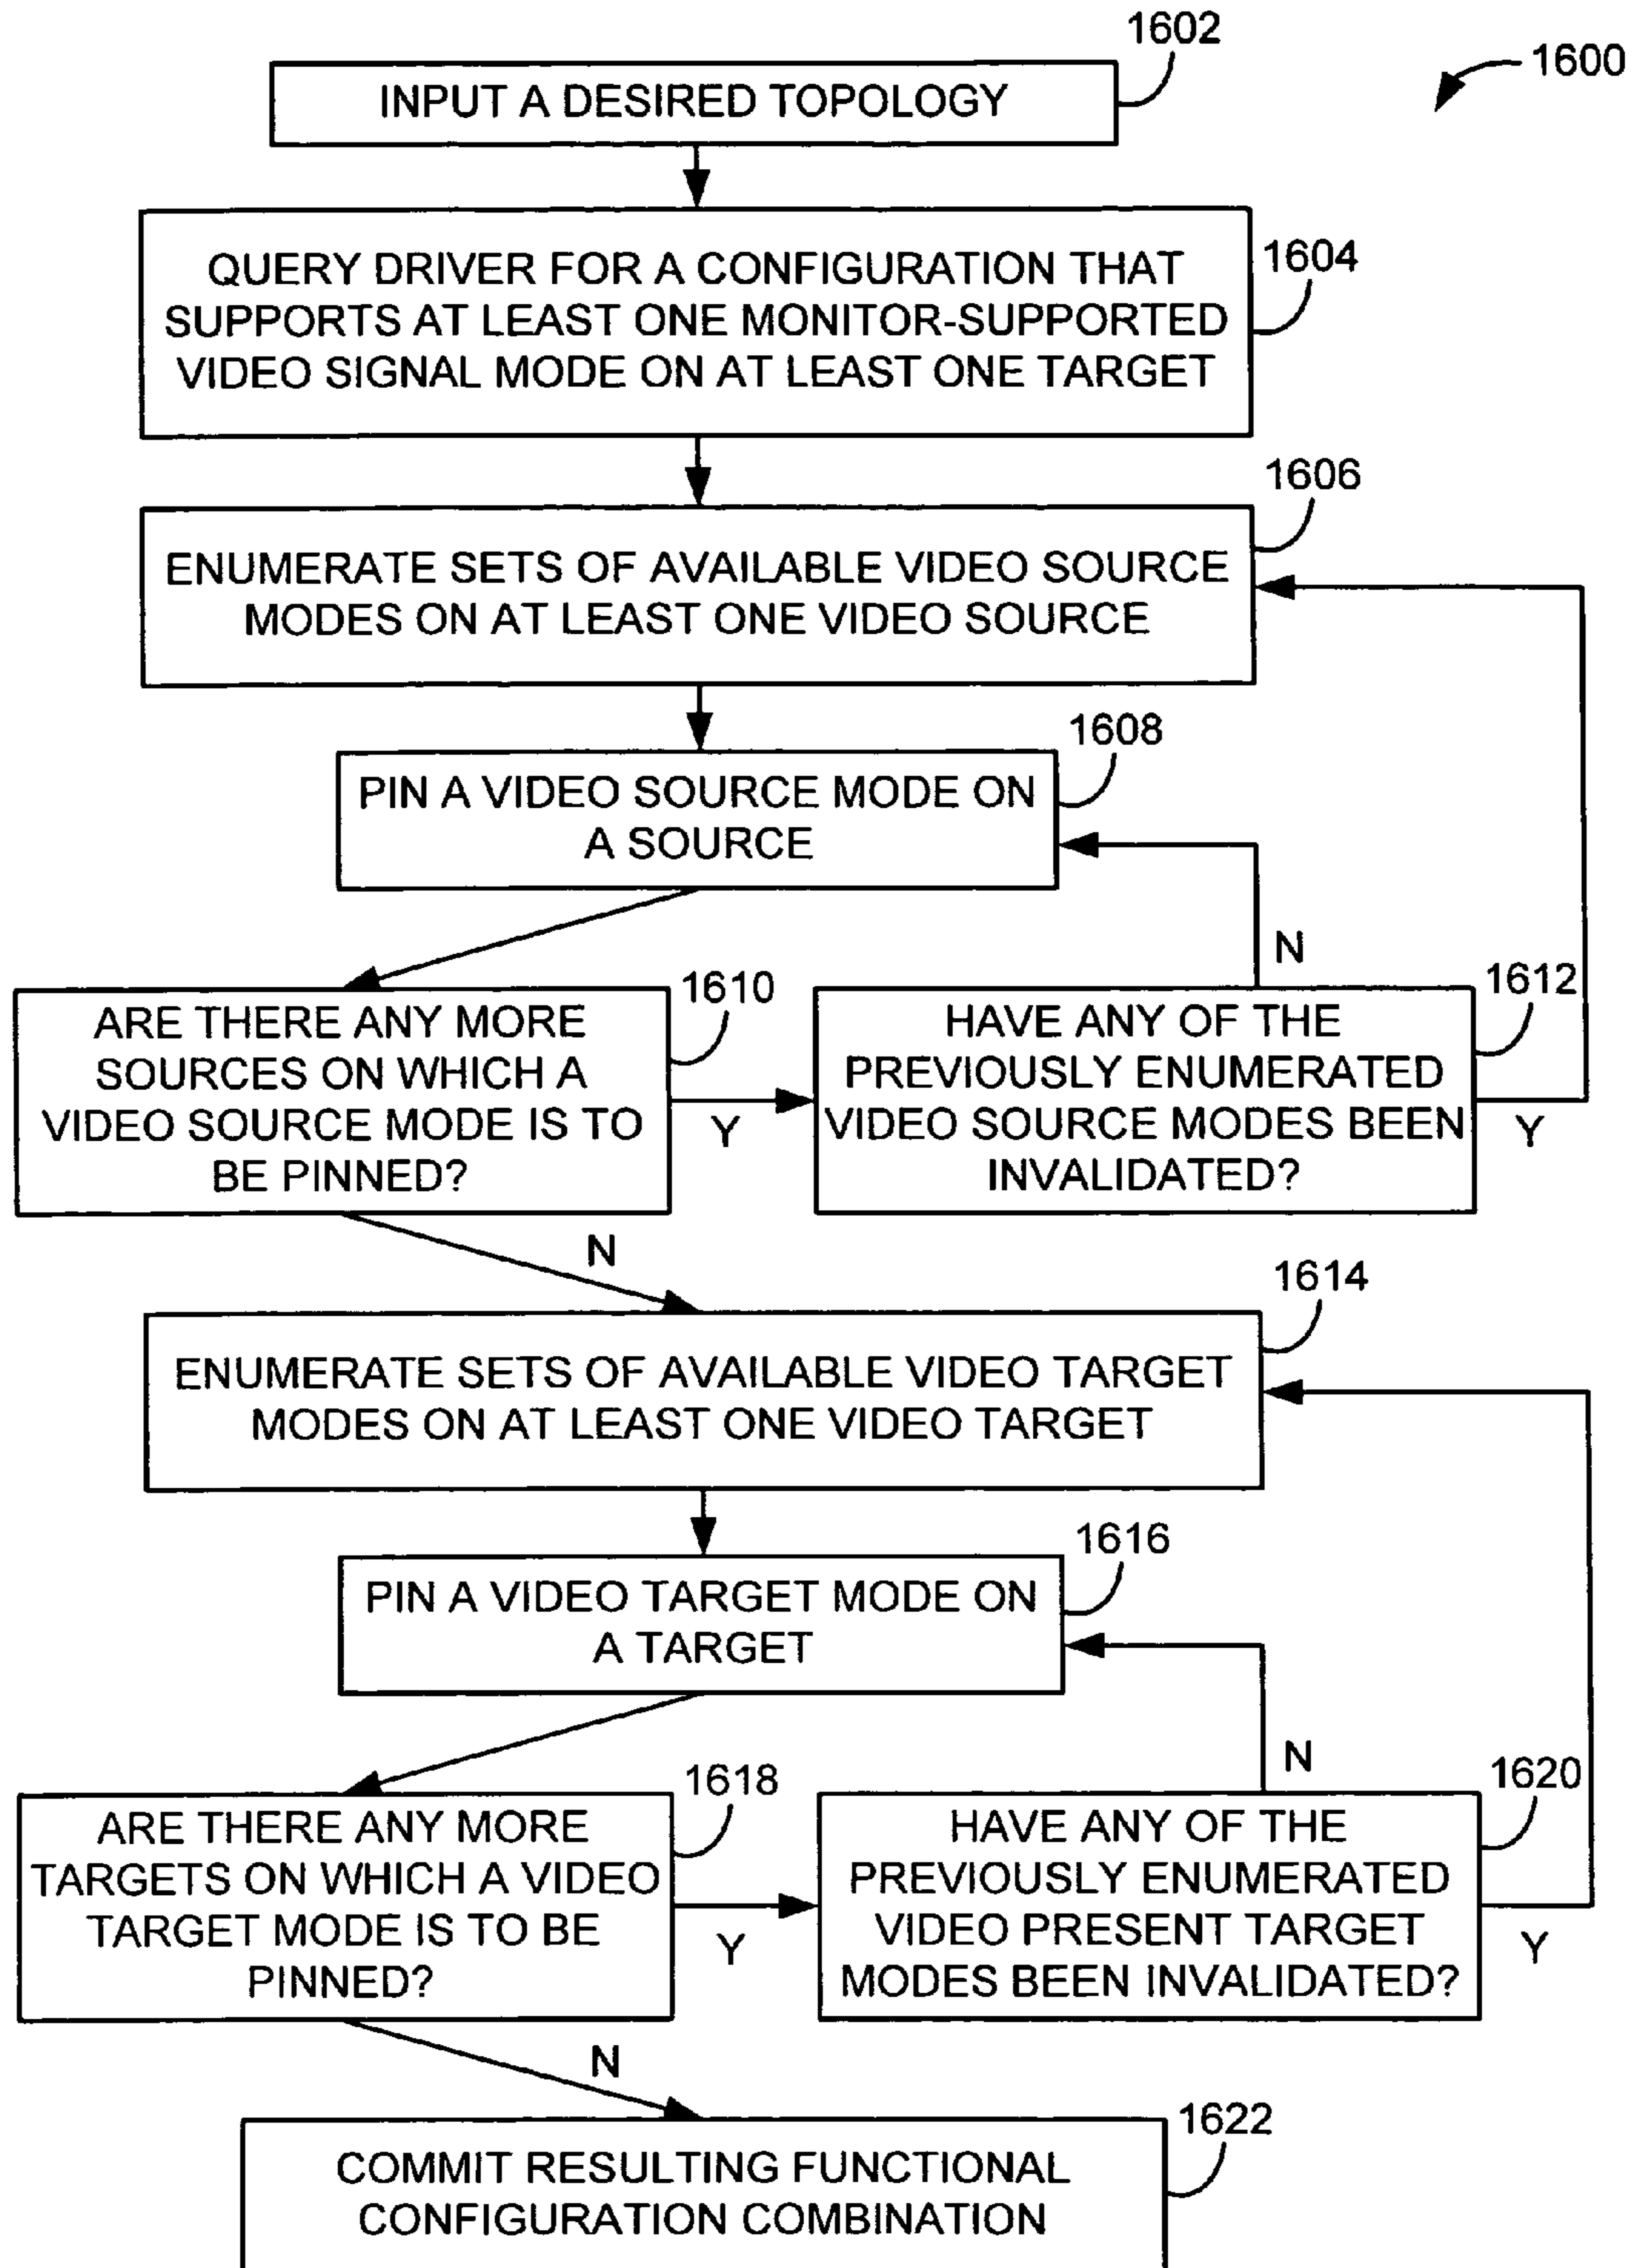 1602
1600
INPUT A DESIRED TOPOLOGY
1604
QUERY DRIVER FOR A CONFIGURATION THAT
SUPPORTS AT LEAST ONE MONITOR-SUPPORTED
VIDEO SIGNAL MODE ON AT LEAST ONE TARGET
1606
ENUMERATE SETS OF AVAILABLE VIDEO SOURCE
MODES ON AT LEAST ONE VIDEO SOURCE
1608
PIN A VIDEO SOURCE MODE ON
A SOURCE
N
1610
ARE THERE ANY MORE
SOURCES ON WHICH A
VIDEO SOURCE MODE IS TO
BE PINNED?
Y
1612
HAVE ANY OF THE
PREVIOUSLY ENUMERATED
VIDEO SOURCE MODES BEEN
INVALIDATED?
Y
N
1614
ENUMERATE SETS OF AVAILABLE VIDEO TARGET
MODES ON AT LEAST ONE VIDEO TARGET
1616
PIN A VIDEO TARGET MODE ON
A TARGET
N
1618
ARE THERE ANY MORE
TARGETS ON WHICH A VIDEO
TARGET MODE IS TO BE
PINNED?
Y
1620
HAVE ANY OF THE
PREVIOUSLY ENUMERATED
VIDEO PRESENT TARGET
MODES BEEN INVALIDATED?
Y
N
1622
COMMIT RESULTING FUNCTIONAL
CONFIGURATION COMBINATION